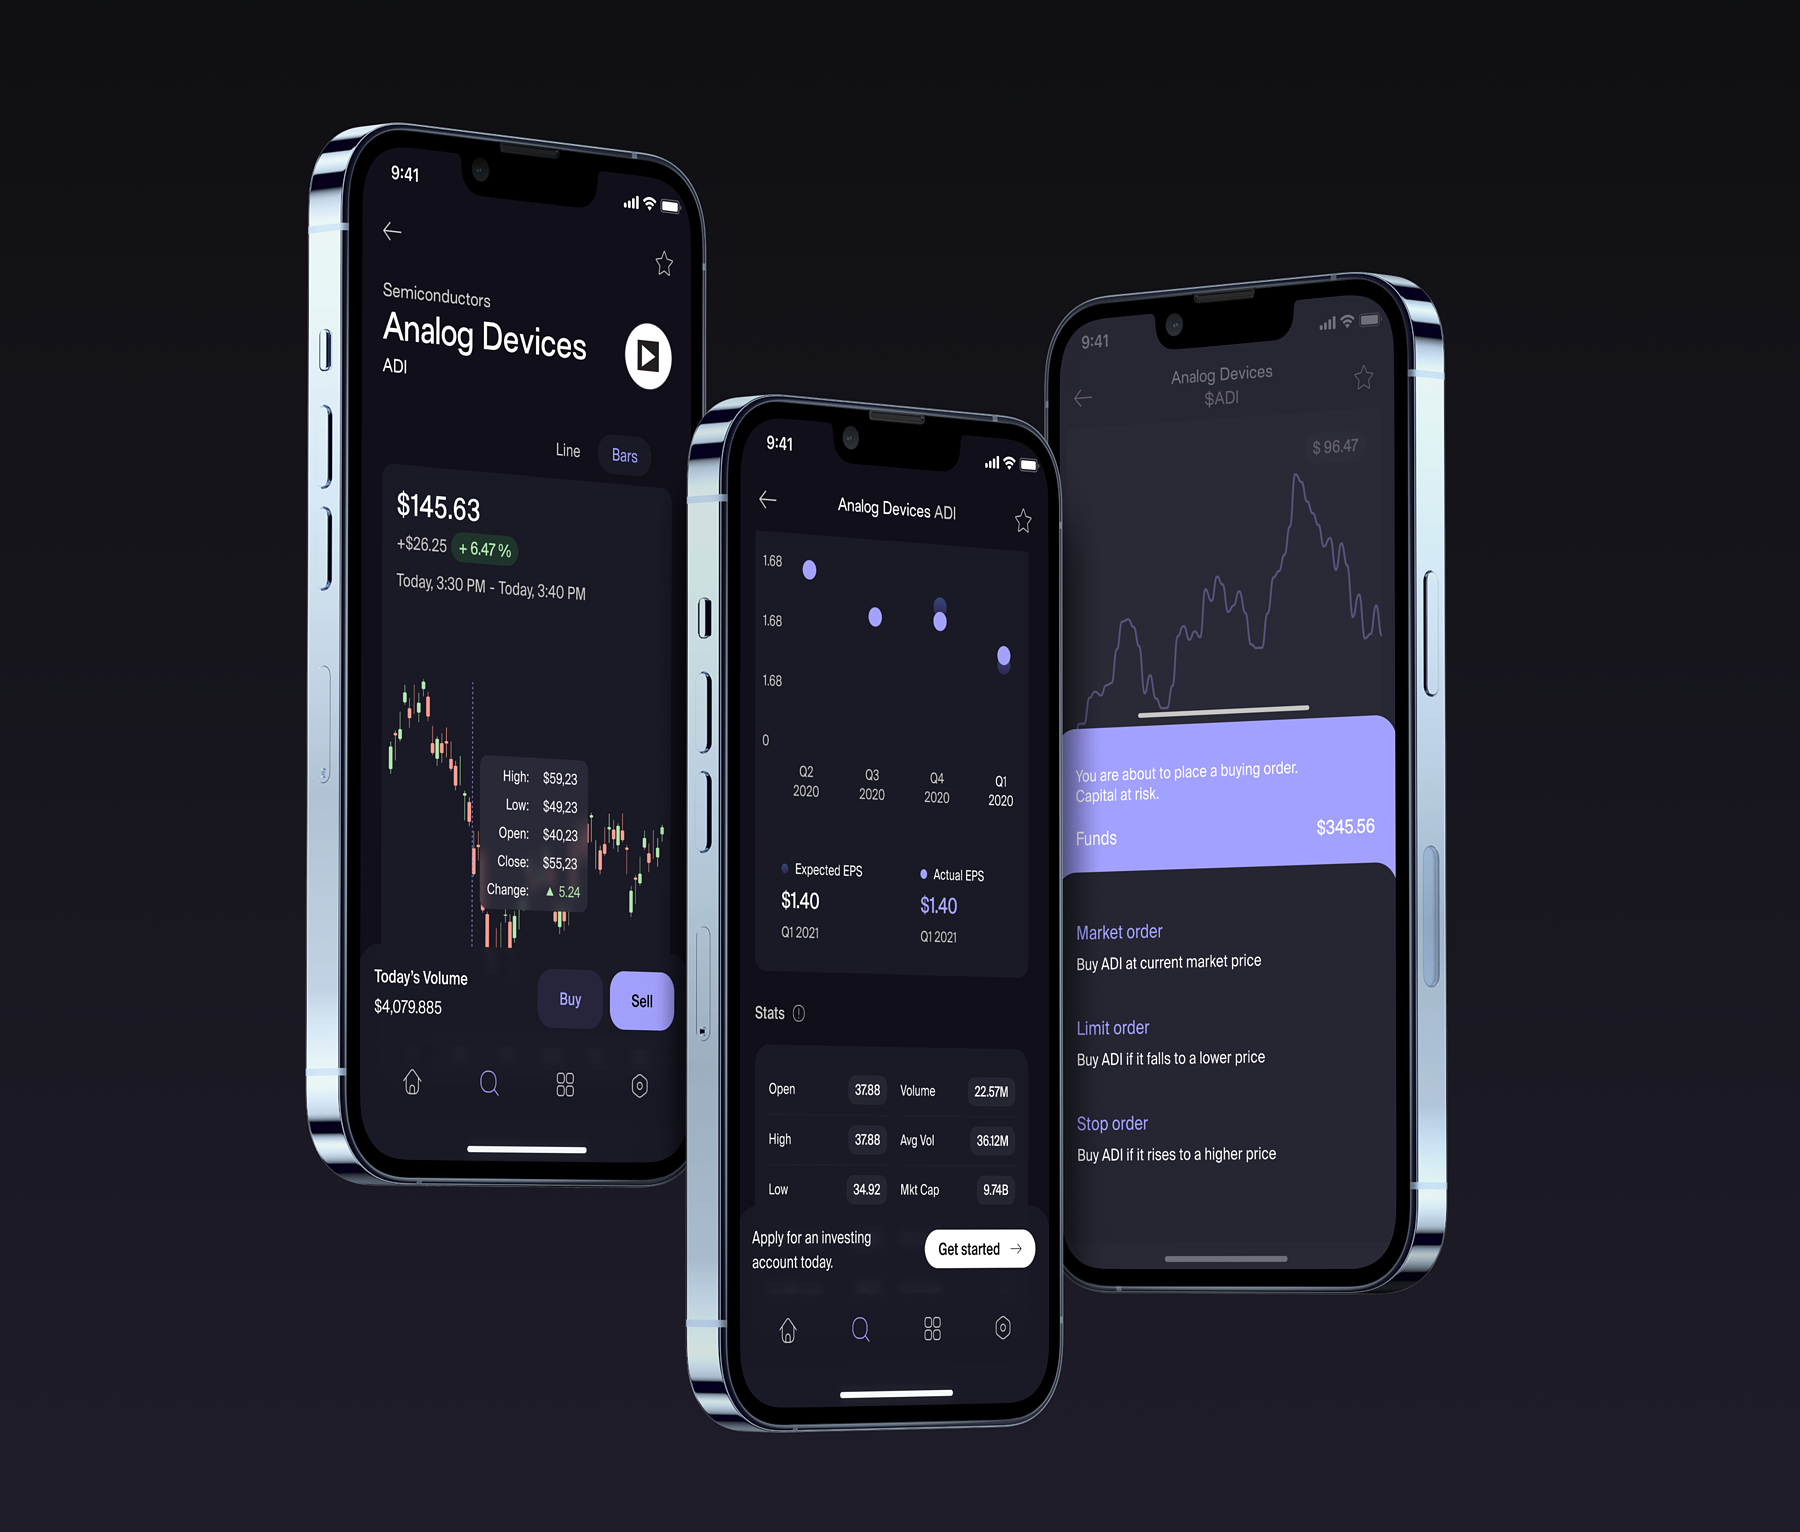 9:41
Semiconductors
Analog Devices
ADI
Line
Bars
$145.63
+$26.25 + 6.47 %
Today, 3:30 PM - Today, 3:40 PM
High: $59,23
Low: $49,23
Open: $40,23
Close: $55,23
Change: ▲ 5.24
Today's Volume
$4,079.885
Buy
Sell
9:41
Analog Devices ADI
1.68
1.68
1.68
0
Q2 2020
Q3 2020
Q4 2020
Q1 2020
Expected EPS
$1.40
Q1 2021
Actual EPS
$1.40
Q1 2021
Stats
Open 37.88 Volume 22.57M
High 37.88 Avg Vol 36.12M
Low 34.92 Mkt Cap 9.74B
Apply for an investing
account today.
Get started →
9:41
Analog Devices
$ADI
$ 96.47
You are about to place a buying order.
Capital at risk.
Funds $345.56
Market order
Buy ADI at current market price
Limit order
Buy ADI if it falls to a lower price
Stop order
Buy ADI if it rises to a higher price